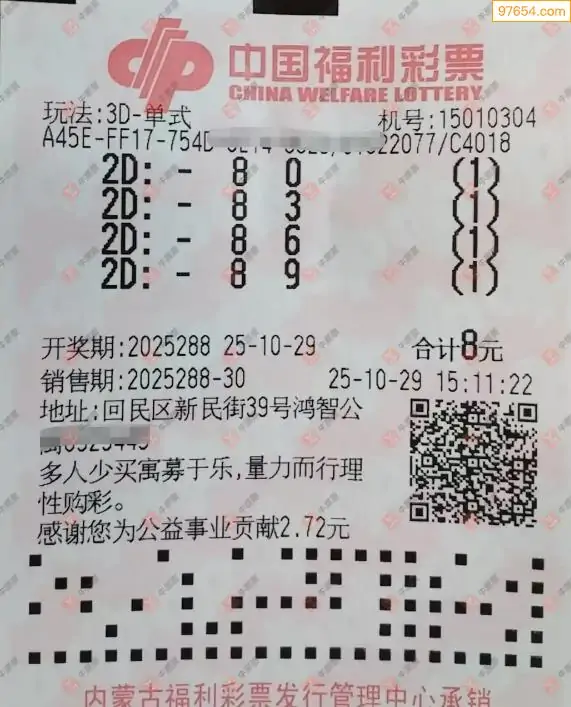 97654.com
中国福利彩票
CHINA WELFARE LOTTERY
玩法:3D-单式 机号:15010304
A45E-FF17-754D 22077/C4018
2D: - 8 0 (1)
2D: - 8 3 (1)
2D: - 8 6 (1)
2D: - 8 9 (1)
开奖期:2025288 25-10-29 合计8元
销售期:2025288-30 25-10-29 15:11:22
地址:回民区新民街39号鸿智公
多人少买寓募于乐,量力而行理
性购彩。
感谢您为公益事业贡献2.72元
内蒙古福利彩票发行管理中心承销